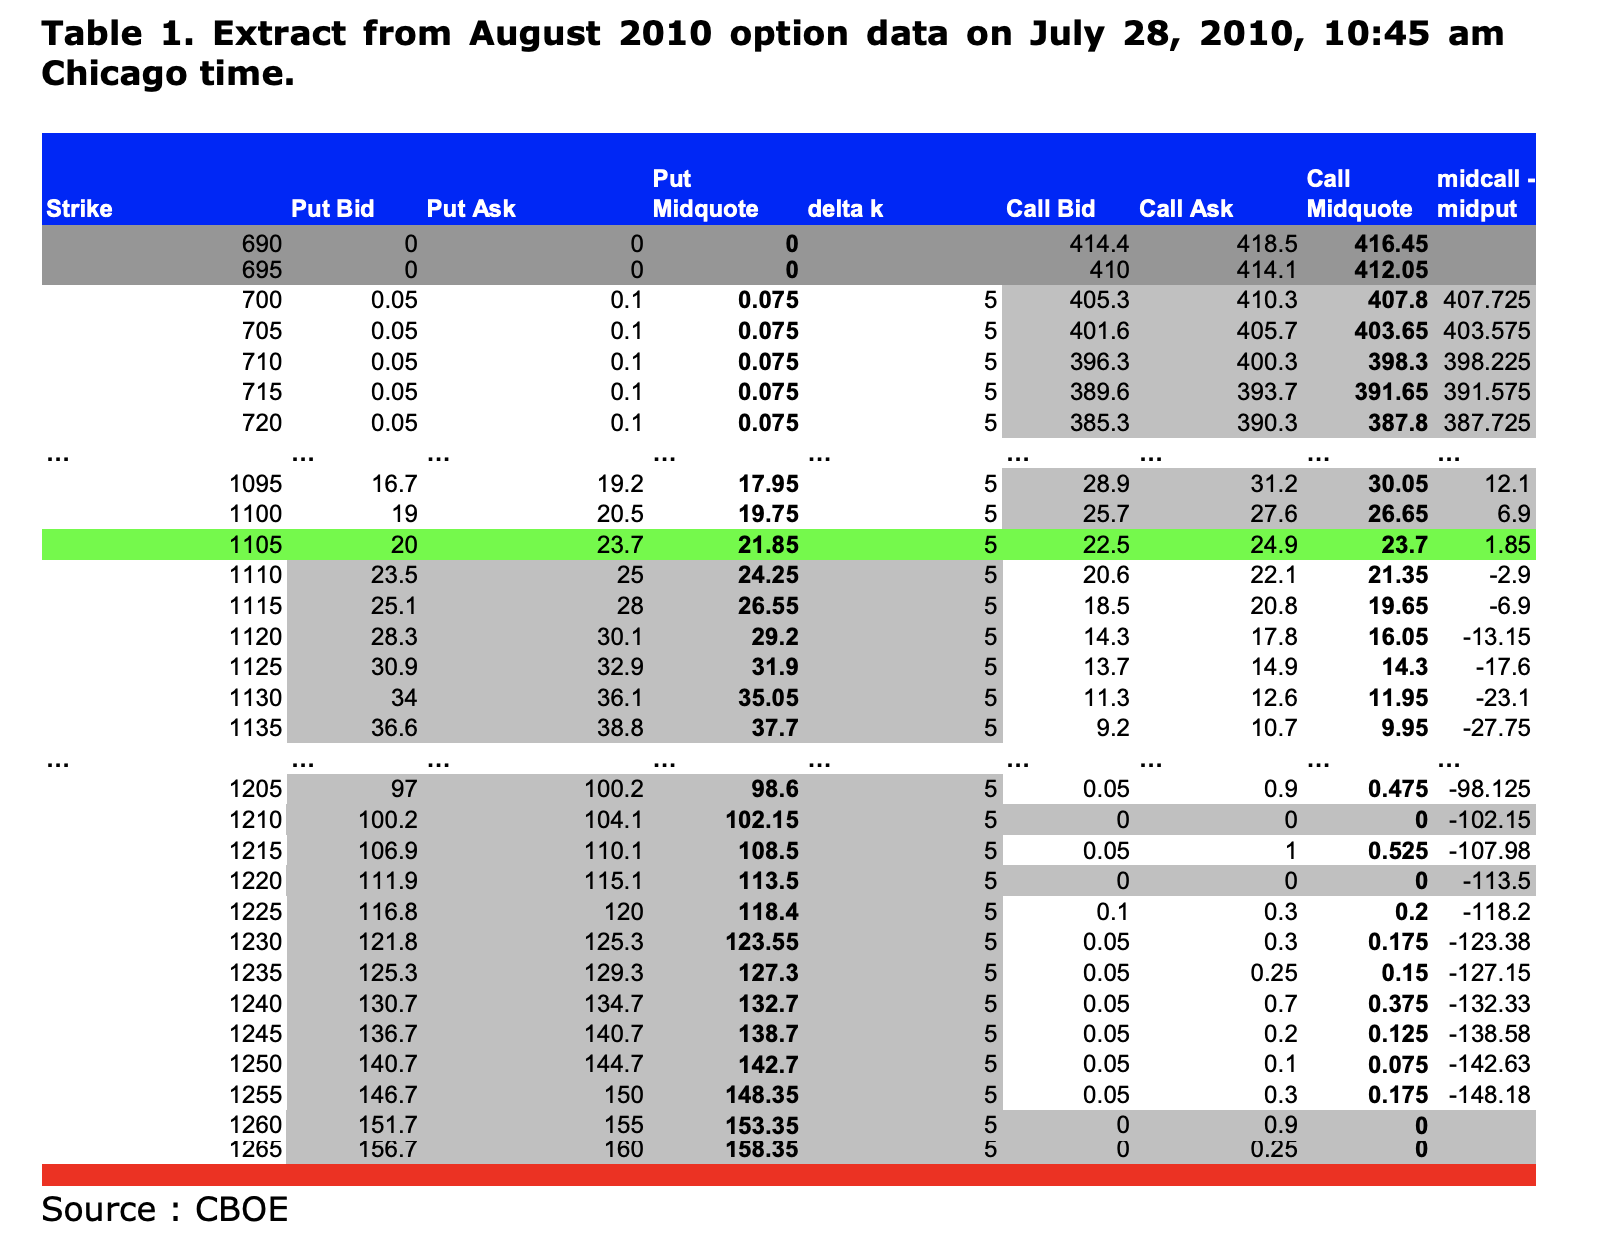 Table 1. Extract from August 2010 option data on July 28, 2010, 10:45 am
Chicago time.
Strike Put Bid Put Ask Put Midquote delta k Call Bid Call Ask Call Midquote midcall - midput
690 0 0 0 414.4 418.5 416.45
695 0 0 0 410 414.1 412.05
700 0.05 0.1 0.075 5 405.3 410.3 407.8 407.725
705 0.05 0.1 0.075 5 401.6 405.7 403.65 403.575
710 0.05 0.1 0.075 5 396.3 400.3 398.3 398.225
715 0.05 0.1 0.075 5 389.6 393.7 391.65 391.575
720 0.05 0.1 0.075 5 385.3 390.3 387.8 387.725
... ... ... ... ... ... ... ... ...
1095 16.7 19.2 17.95 5 28.9 31.2 30.05 12.1
1100 19 20.5 19.75 5 25.7 27.6 26.65 6.9
1105 20 23.7 21.85 5 22.5 24.9 23.7 1.85
1110 23.5 25 24.25 5 20.6 22.1 21.35 -2.9
1115 25.1 28 26.55 5 18.5 20.8 19.65 -6.9
1120 28.3 30.1 29.2 5 14.3 17.8 16.05 -13.15
1125 30.9 32.9 31.9 5 13.7 14.9 14.3 -17.6
1130 34 36.1 35.05 5 11.3 12.6 11.95 -23.1
1135 36.6 38.8 37.7 5 9.2 10.7 9.95 -27.75
... ... ... ... ... ... ... ... ...
1205 97 100.2 98.6 5 0.05 0.9 0.475 -98.125
1210 100.2 104.1 102.15 5 0 0 0 -102.15
1215 106.9 110.1 108.5 5 0.05 1 0.525 -107.98
1220 111.9 115.1 113.5 5 0 0 0 -113.5
1225 116.8 120 118.4 5 0.1 0.3 0.2 -118.2
1230 121.8 125.3 123.55 5 0.05 0.3 0.175 -123.38
1235 125.3 129.3 127.3 5 0.05 0.25 0.15 -127.15
1240 130.7 134.7 132.7 5 0.05 0.7 0.375 -132.33
1245 136.7 140.7 138.7 5 0.05 0.2 0.125 -138.58
1250 140.7 144.7 142.7 5 0.05 0.1 0.075 -142.63
1255 146.7 150 148.35 5 0.05 0.3 0.175 -148.18
1260 151.7 155 153.35 5 0 0.9 0
1265 156.7 160 158.35 5 0 0.25 0
Source : CBOE